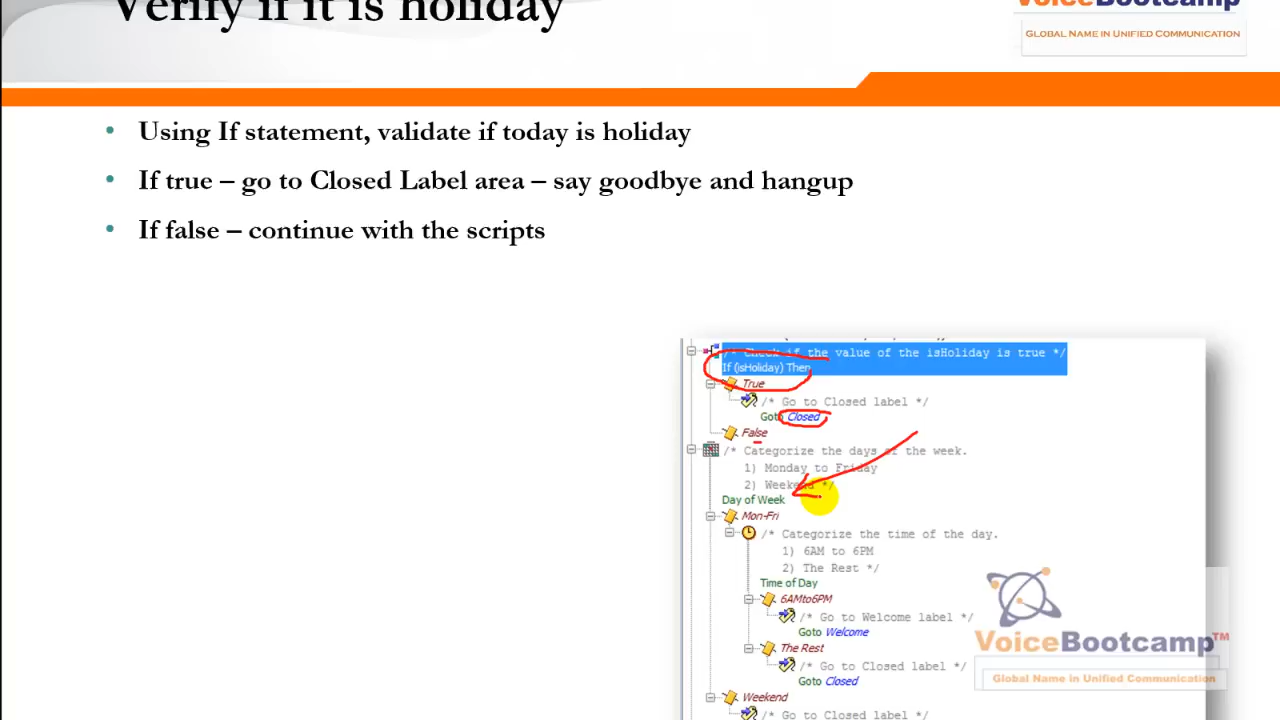 Verify if it is holiday
VoiceBootcamp
GLOBAL NAME IN UNIFIED COMMUNICATION
• Using If statement, validate if today is holiday
• If true – go to Closed Label area – say goodbye and hangup
• If false – continue with the scripts
/* Check if the value of the isHoliday is true */
If (isHoliday) Then
True
/* Go to Closed label */
Goto Closed
False
/* Categorize the days of the week.
1) Monday to Friday
2) Weekend */
Day of Week
Mon-Fri
/* Categorize the time of the day.
1) 6AM to 6PM
2) The Rest */
Time of Day
6AMto6PM
/* Go to Welcome label */
Goto Welcome
The Rest
/* Go to Closed label */
Goto Closed
Weekend
/* Go to Closed label */
VoiceBootcamp™
Global Name in Unified Communication